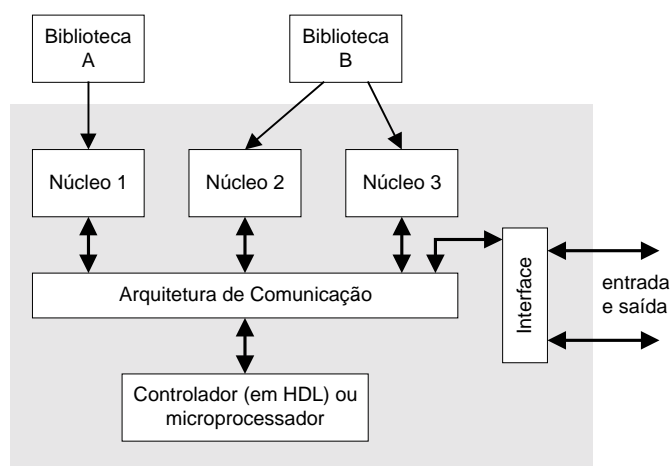 Biblioteca
A
Biblioteca
B
Núcleo 1
Núcleo 2
Núcleo 3
Arquitetura de Comunicação
Interface
entrada
e saída
Controlador (em HDL) ou
microprocessador